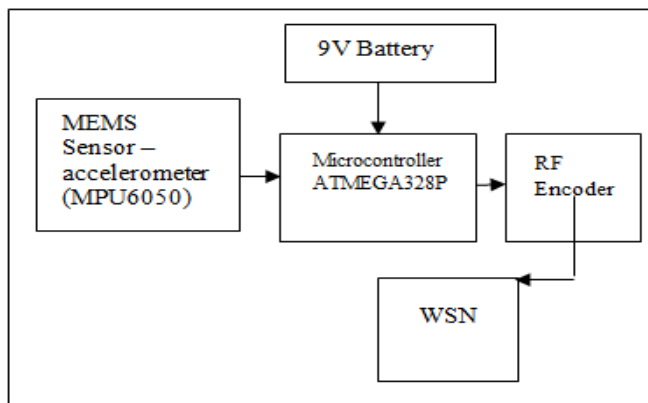 9V Battery
MEMS
Sensor –
accelerometer
(MPU6050)
Microcontroller
ATMEGA328P
RF
Encoder
WSN